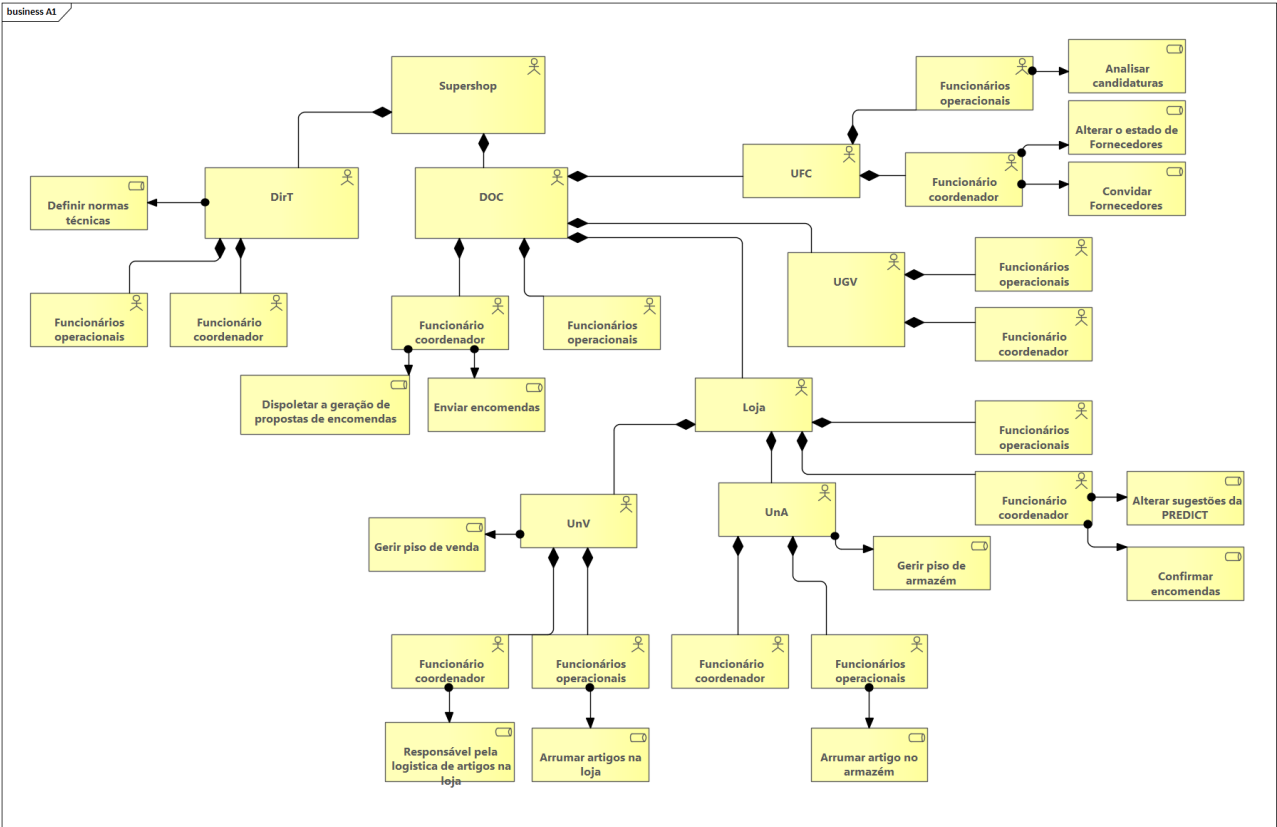 business A1
Supershop
Funcionários
operacionais
Analisar
candidaturas
Alterar o estado de
Fornecedores
UFC
Funcionário
coordenador
Convidar
Fornecedores
Definir normas
técnicas
DirT
DOC
UGV
Funcionários
operacionais
Funcionário
coordenador
Funcionários
operacionais
Funcionário
coordenador
Funcionário
coordenador
Funcionários
operacionais
Dispoletar a geração de
propostas de encomendas
Enviar encomendas
Loja
Funcionários
operacionais
Funcionário
coordenador
Alterar sugestões da
PREDICT
Confirmar
encomendas
Gerir piso de venda
UnV
UnA
Gerir piso de
armazém
Funcionário
coordenador
Funcionários
operacionais
Funcionário
coordenador
Funcionários
operacionais
Responsável pela
logistica de artigos na
loja
Arrumar artigos na
loja
Arrumar artigo no
armazém